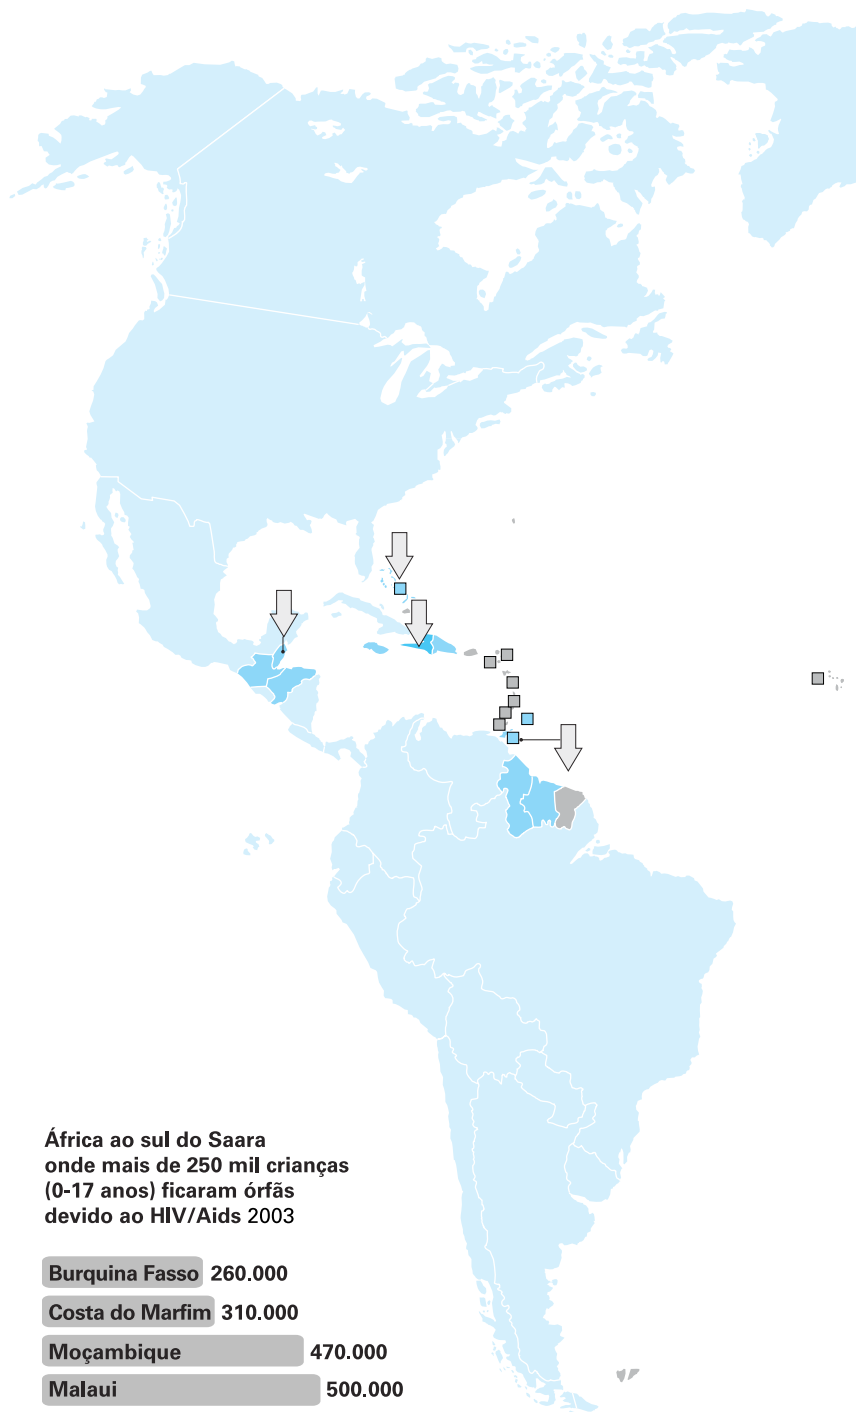 África ao sul do Saara
onde mais de 250 mil crianças
(0-17 anos) ficaram órfãs
devido ao HIV/Aids 2003
Burquina Fasso 260.000
Costa do Marfim 310.000
Moçambique 470.000
Malaui 500.000